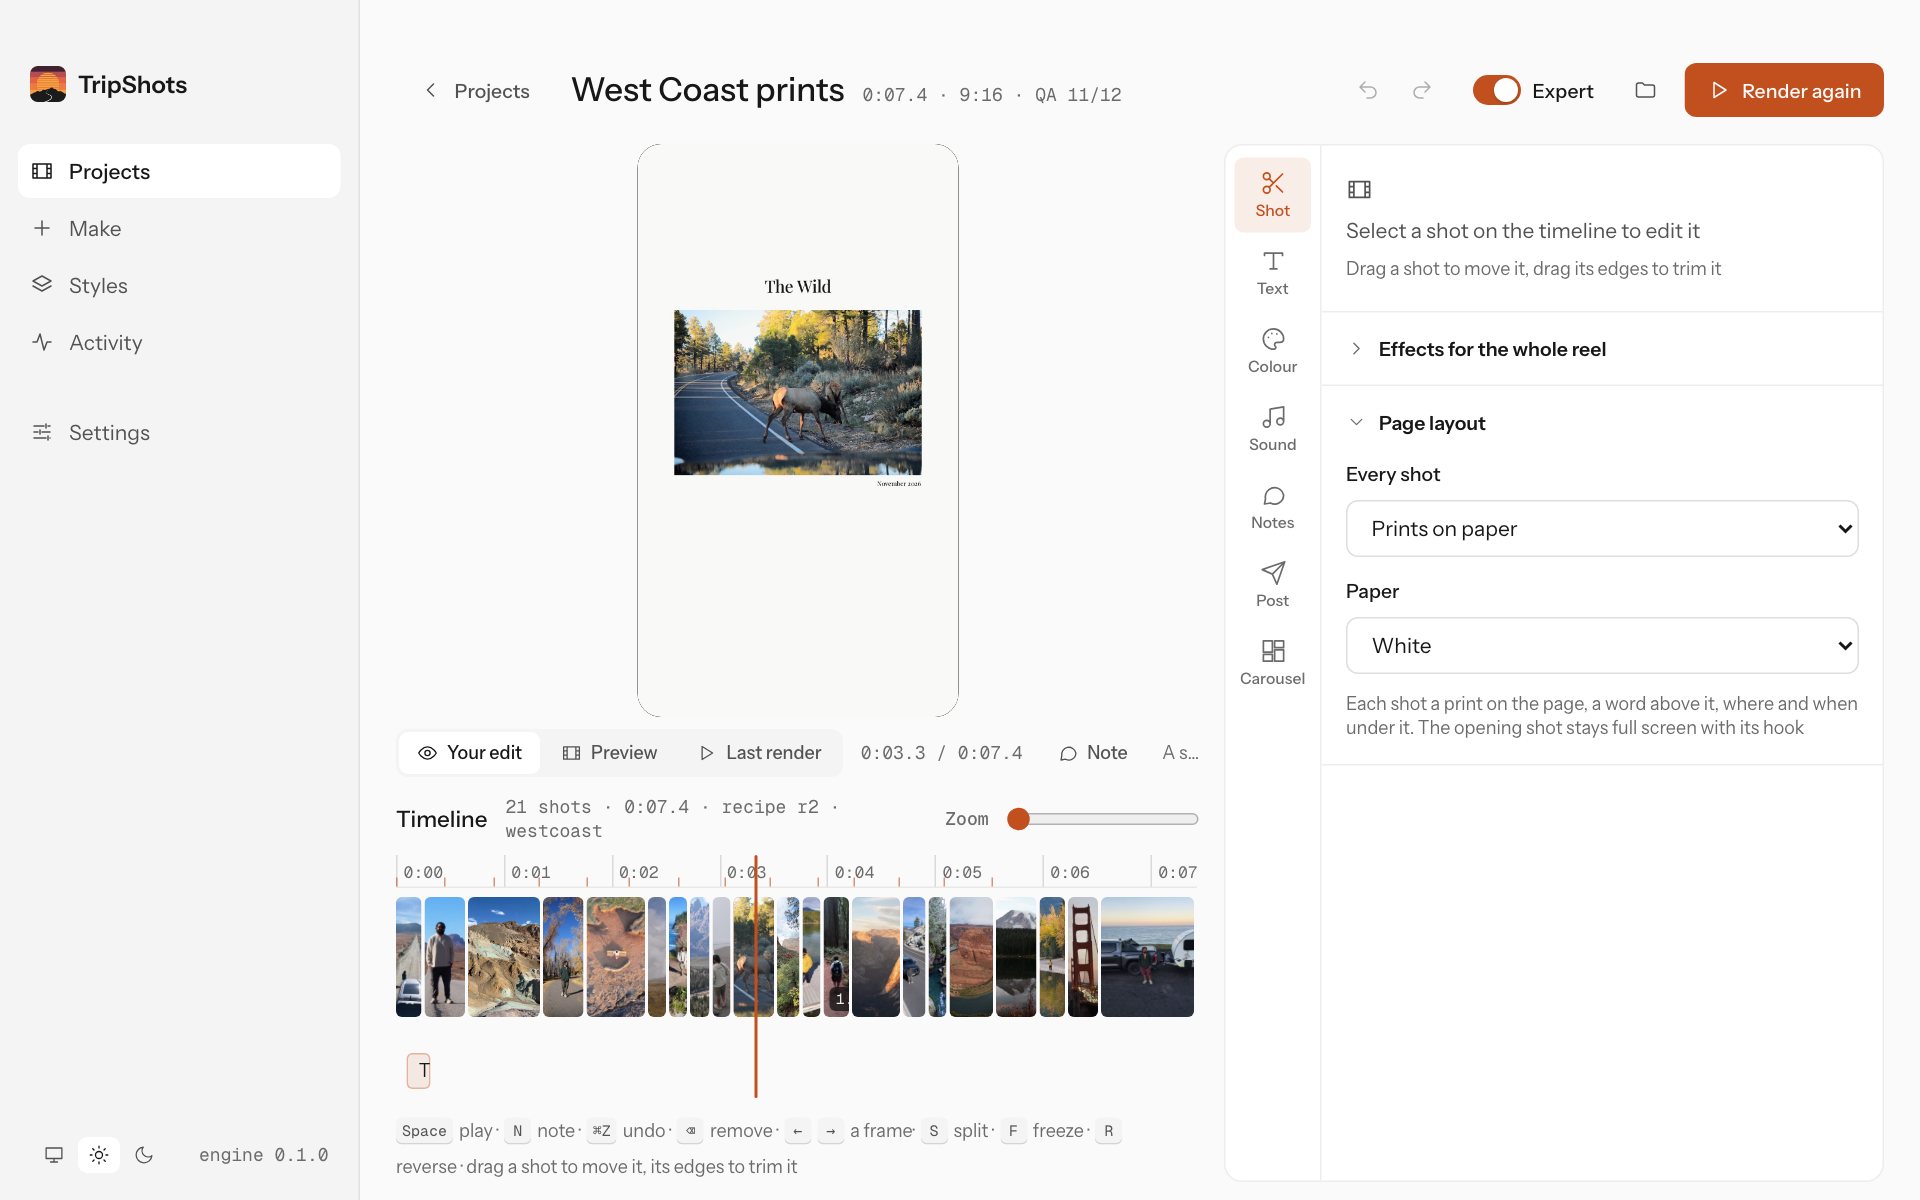 TripShots
Projects
Make
Styles
Activity
Settings
engine 0.1.0
Projects
West Coast prints
0:07.4 · 9:16 · QA 11/12
Expert
Render again
The Wild
November 2026
Your edit
Preview
Last render
0:03.3 / 0:07.4
Note
A s…
Timeline
21 shots · 0:07.4 · recipe r2 ·
westcoast
Zoom
0:00 0:01 0:02 0:03 0:04 0:05 0:06 0:07
1.
T
Space play · N note · ⌘Z undo · ⌫ remove · ← → a frame · S split · F freeze · R
reverse · drag a shot to move it, its edges to trim it
Shot
Text
Colour
Sound
Notes
Post
Carousel
Select a shot on the timeline to edit it
Drag a shot to move it, drag its edges to trim it
Effects for the whole reel
Page layout
Every shot
Prints on paper
Paper
White
Each shot a print on the page, a word above it, where and when
under it. The opening shot stays full screen with its hook